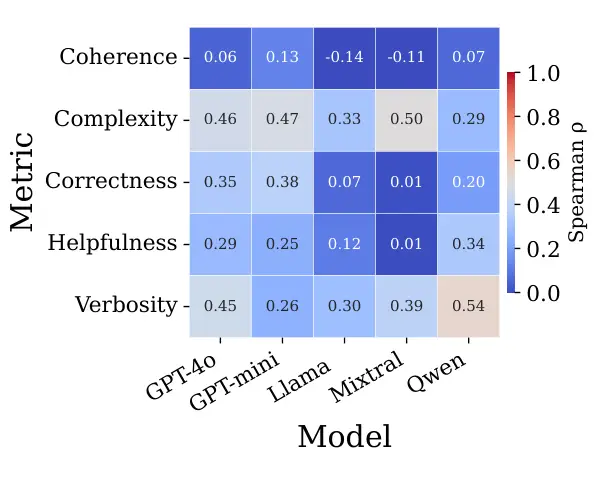 Metric
Coherence 0.06 0.13 -0.14 -0.11 0.07
Complexity 0.46 0.47 0.33 0.50 0.29
Correctness 0.35 0.38 0.07 0.01 0.20
Helpfulness 0.29 0.25 0.12 0.01 0.34
Verbosity 0.45 0.26 0.30 0.39 0.54
GPT-4o GPT-mini Llama Mixtral Qwen
Model
1.0
0.8
0.6
0.4
0.2
0.0
Spearman ρ